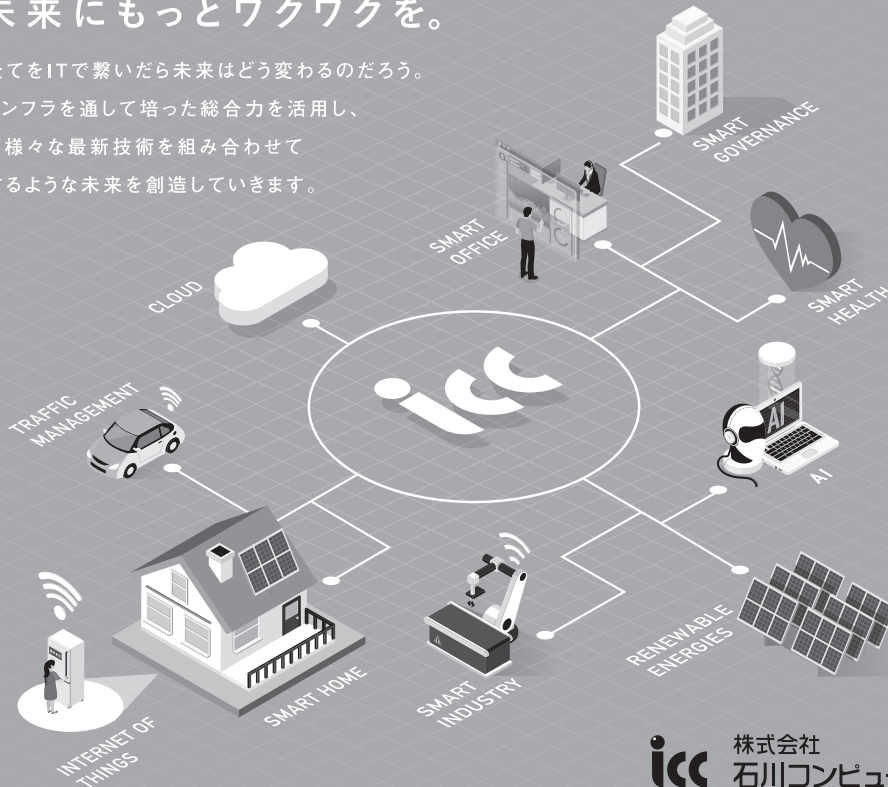 未来にもっとワクワクを。
てをITで繋いだら未来はどう変わるのだろう。
ンフラを通して培った総合力を活用し、
様々な最新技術を組み合わせて
るような未来を創造していきます。
SMART
GOVERNANCE
SMART
OFFICE
SMART
HEALTH
CLOUD
icc
TRAFFIC
MANAGEMENT
AI
AI
RENEWABLE
ENERGIES
SMART HOME
SMART
INDUSTRY
INTERNET OF
THINGS
icc
株式会社
石川コンピュ